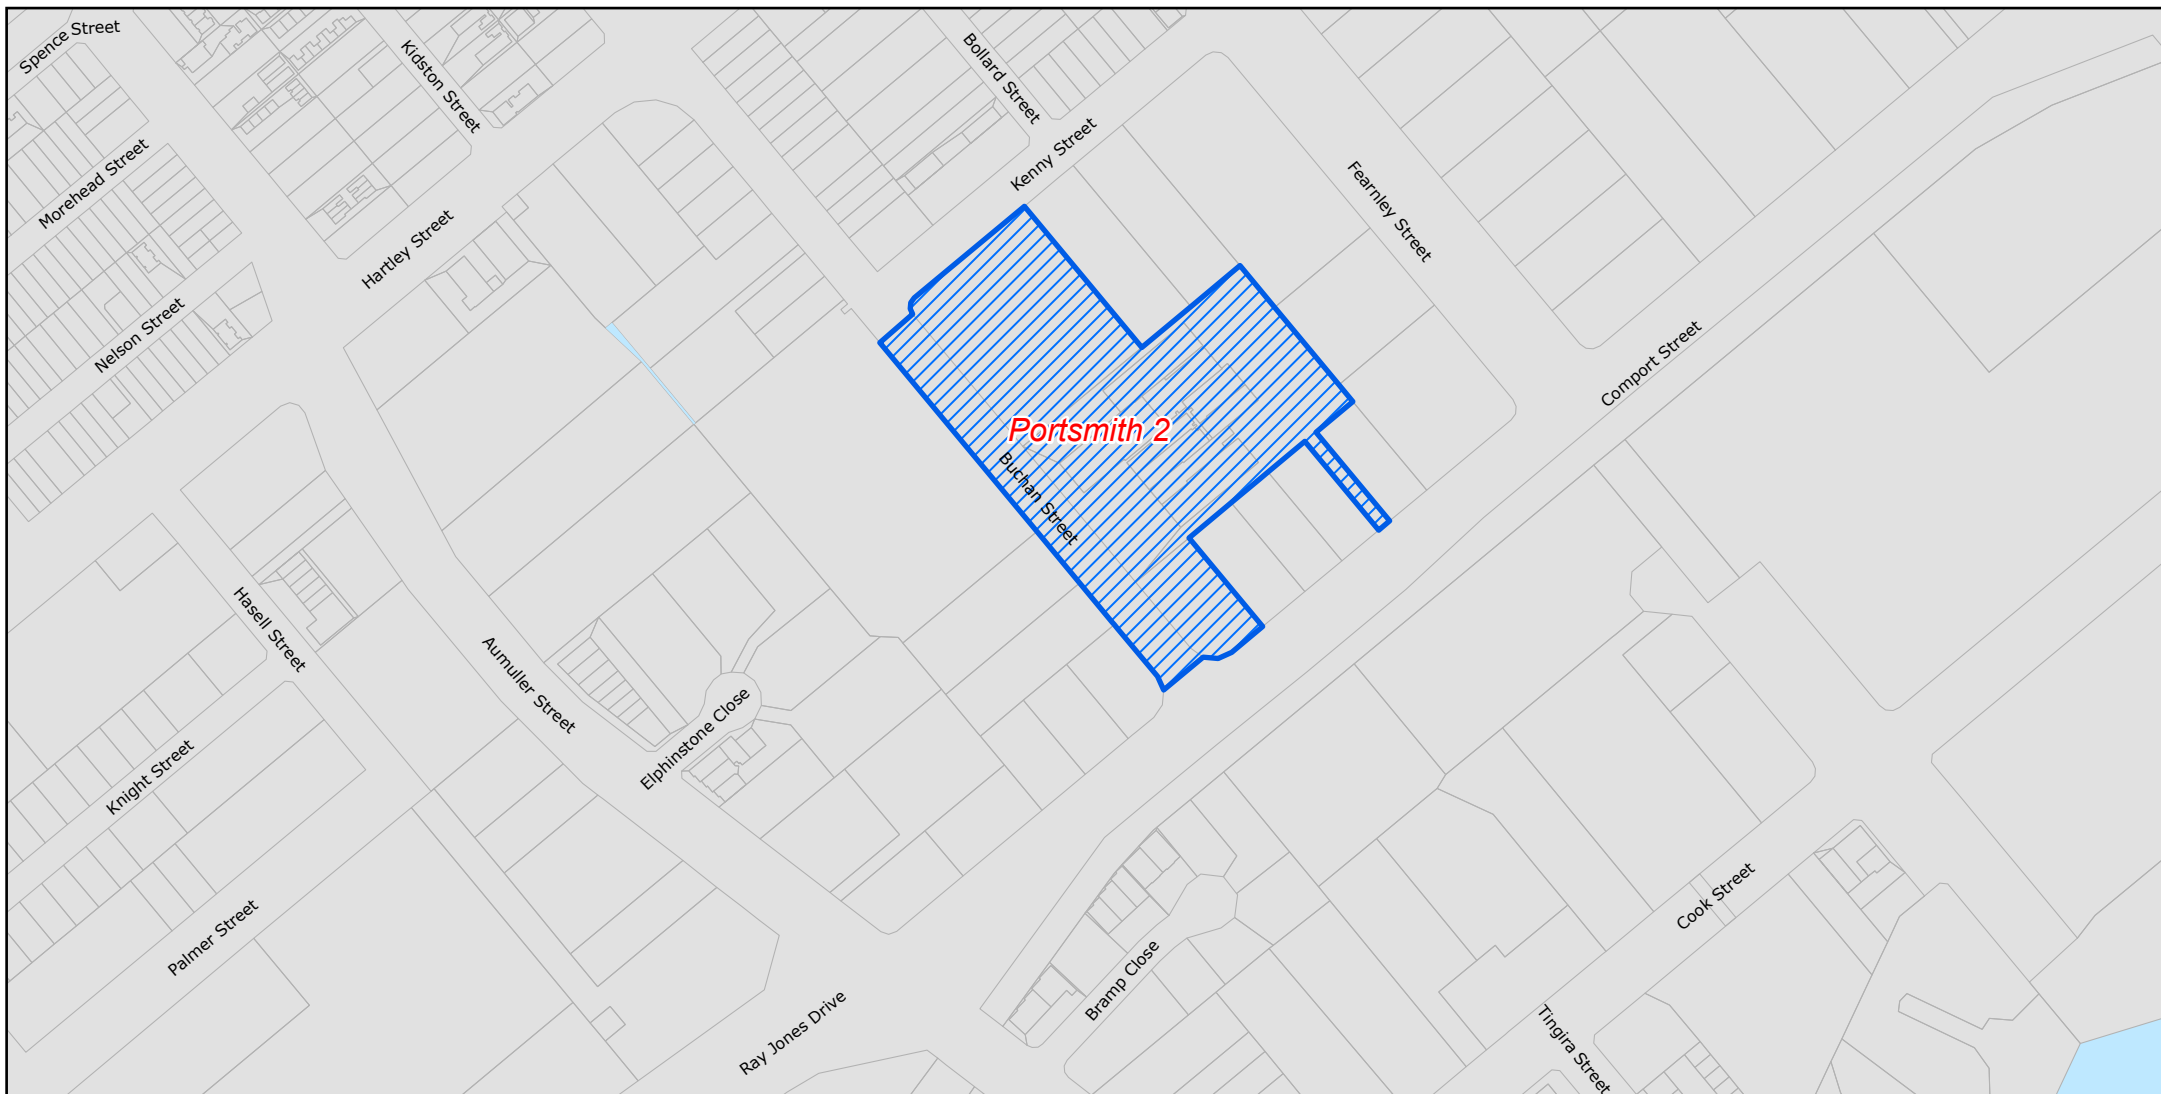 Spence Street
Kidston Street
Bollard Street
Kenny Street
Morehead Street
Fearnley Street
Hartley Street
Nelson Street
Comport Street
Portsmith 2
Buchan Street
Hasell Street
Aumuller Street
Elphinstone Close
Knight Street
Cook Street
Palmer Street
Bramp Close
Ray Jones Drive
Tingira Street